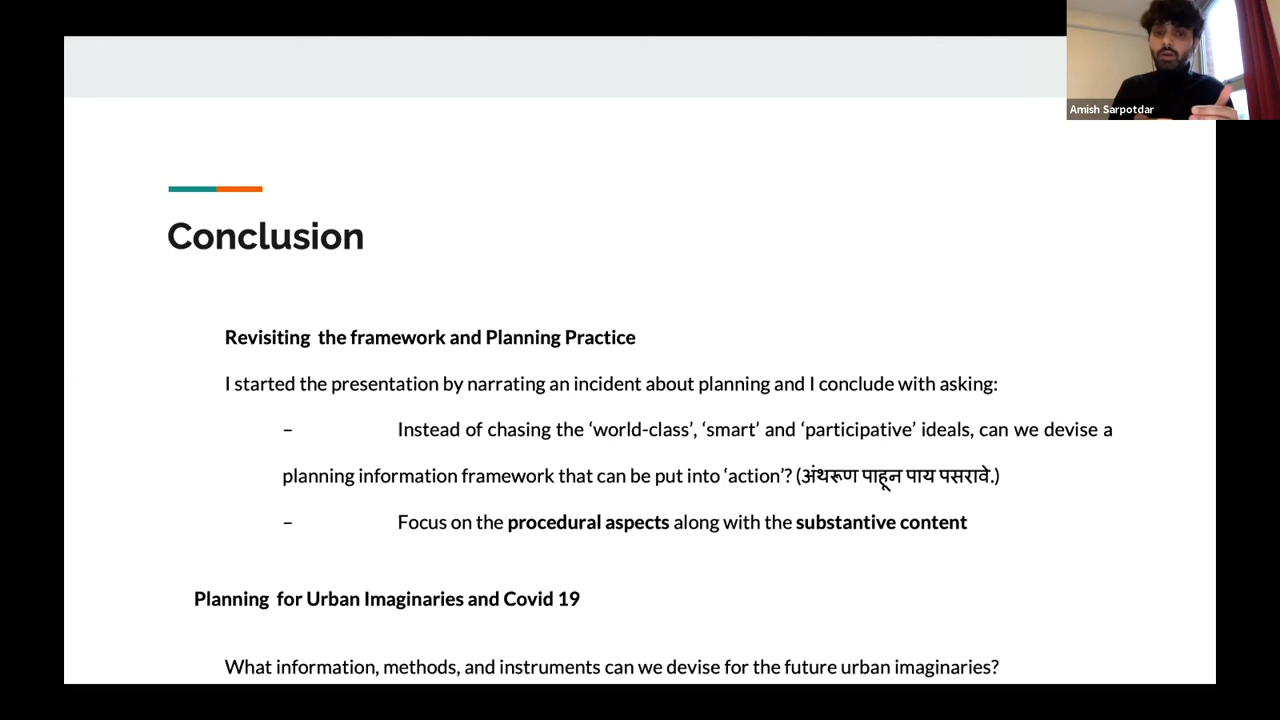 Amish Sarpotdar
Conclusion
Revisiting the framework and Planning Practice
I started the presentation by narrating an incident about planning and I conclude with asking:
– Instead of chasing the ‘world-class’, ‘smart’ and ‘participative’ ideals, can we devise a
planning information framework that can be put into ‘action’? (अंथरूण पाहून पाय पसरावे.)
– Focus on the procedural aspects along with the substantive content
Planning for Urban Imaginaries and Covid 19
What information, methods, and instruments can we devise for the future urban imaginaries?